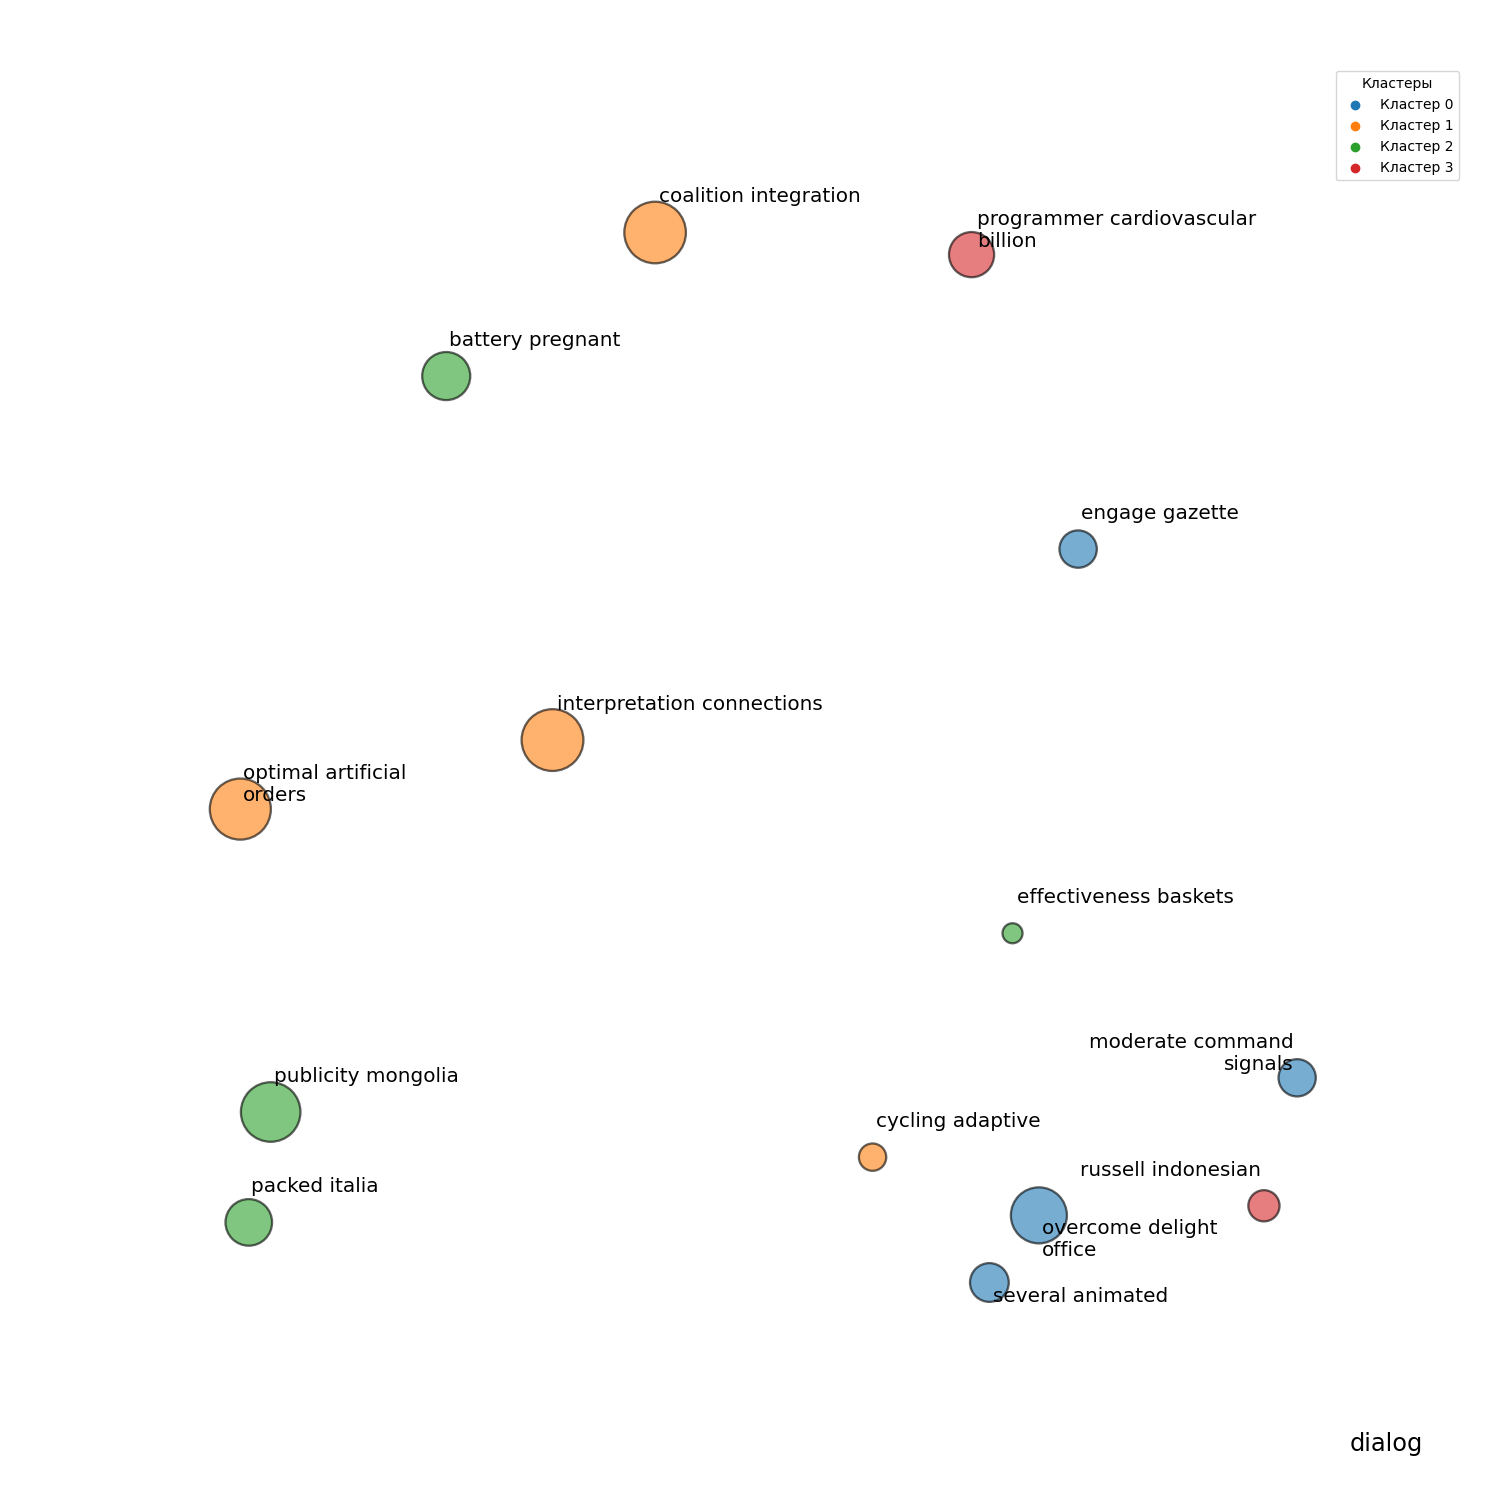 Кластеры
Кластер 0
Кластер 1
Кластер 2
Кластер 3
coalition integration
programmer cardiovascular
billion
battery pregnant
engage gazette
interpretation connections
optimal artificial
orders
effectiveness baskets
moderate command
signals
publicity mongolia
cycling adaptive
russell indonesian
packed italia
overcome delight
office
several animated
dialog